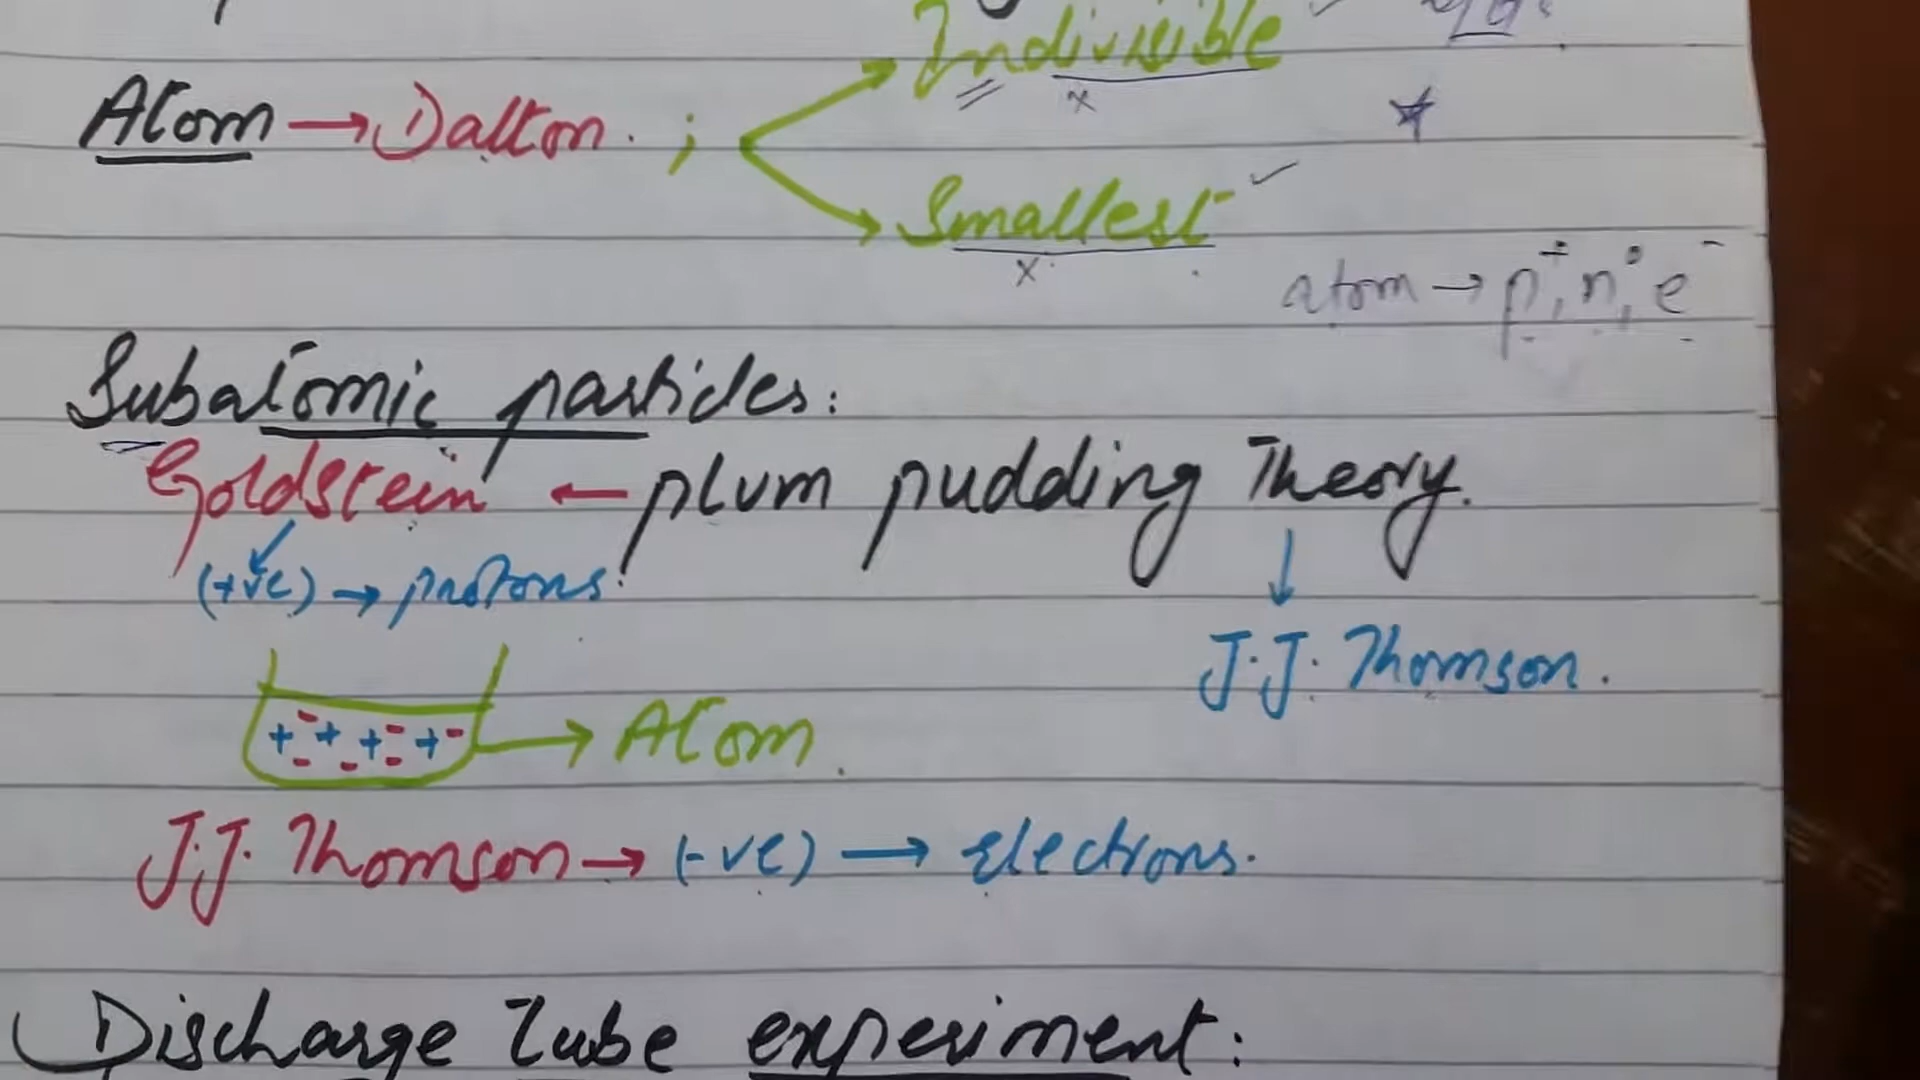 Indivisible
Atom → Dalton. ;
Smallest
atom → p⁺, n°, e⁻
Subatomic particles:
Goldstein ← plum pudding Theory.
(+ve) → protons.
J.J. Thomson.
+ - + + - + -
- - -
→ Atom.
J.J. Thomson → (-ve) → Electrons.
Discharge Tube experiment: